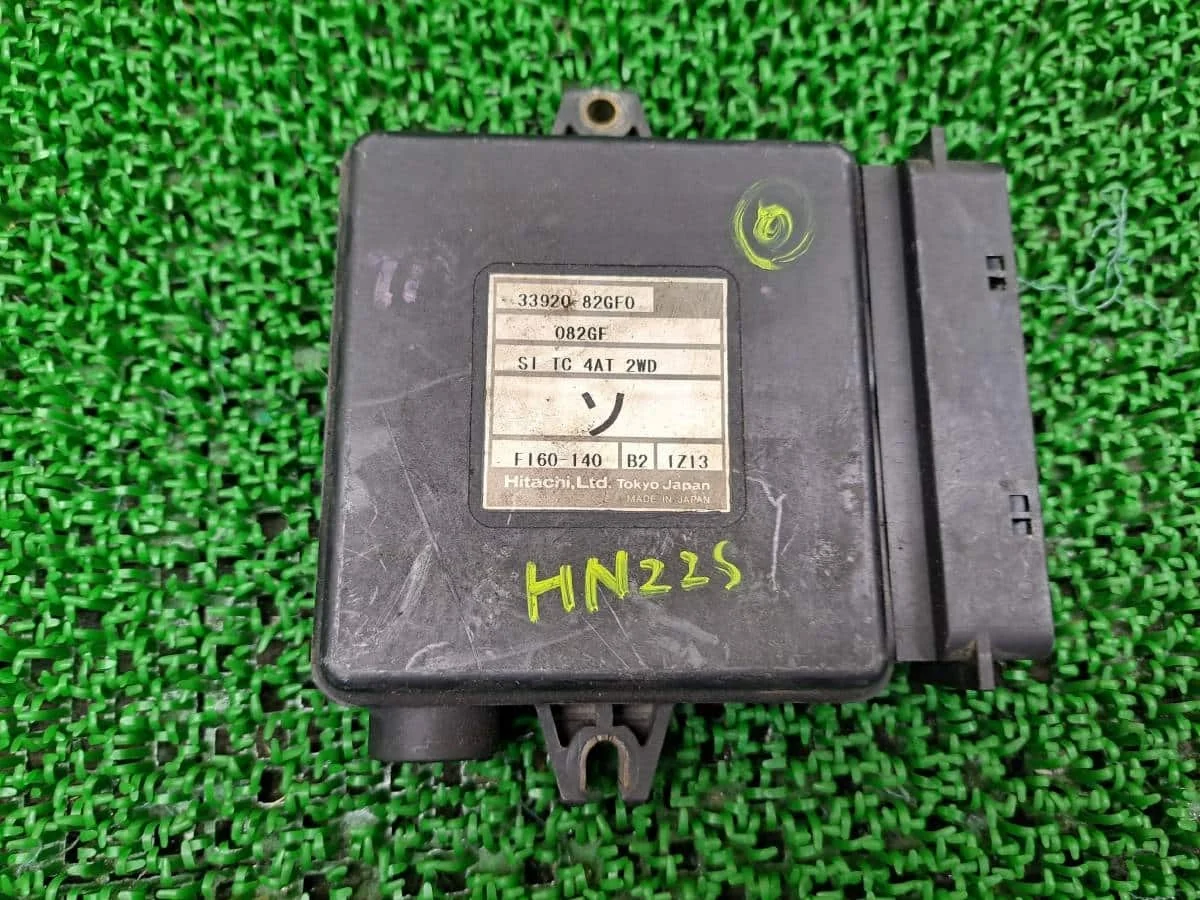 33920-82GF0
082GF
SI TC 4AT 2WD
ソ
F160-140 B2 1Z13
Hitachi,Ltd. Tokyo Japan
MADE IN JAPAN
HN22S